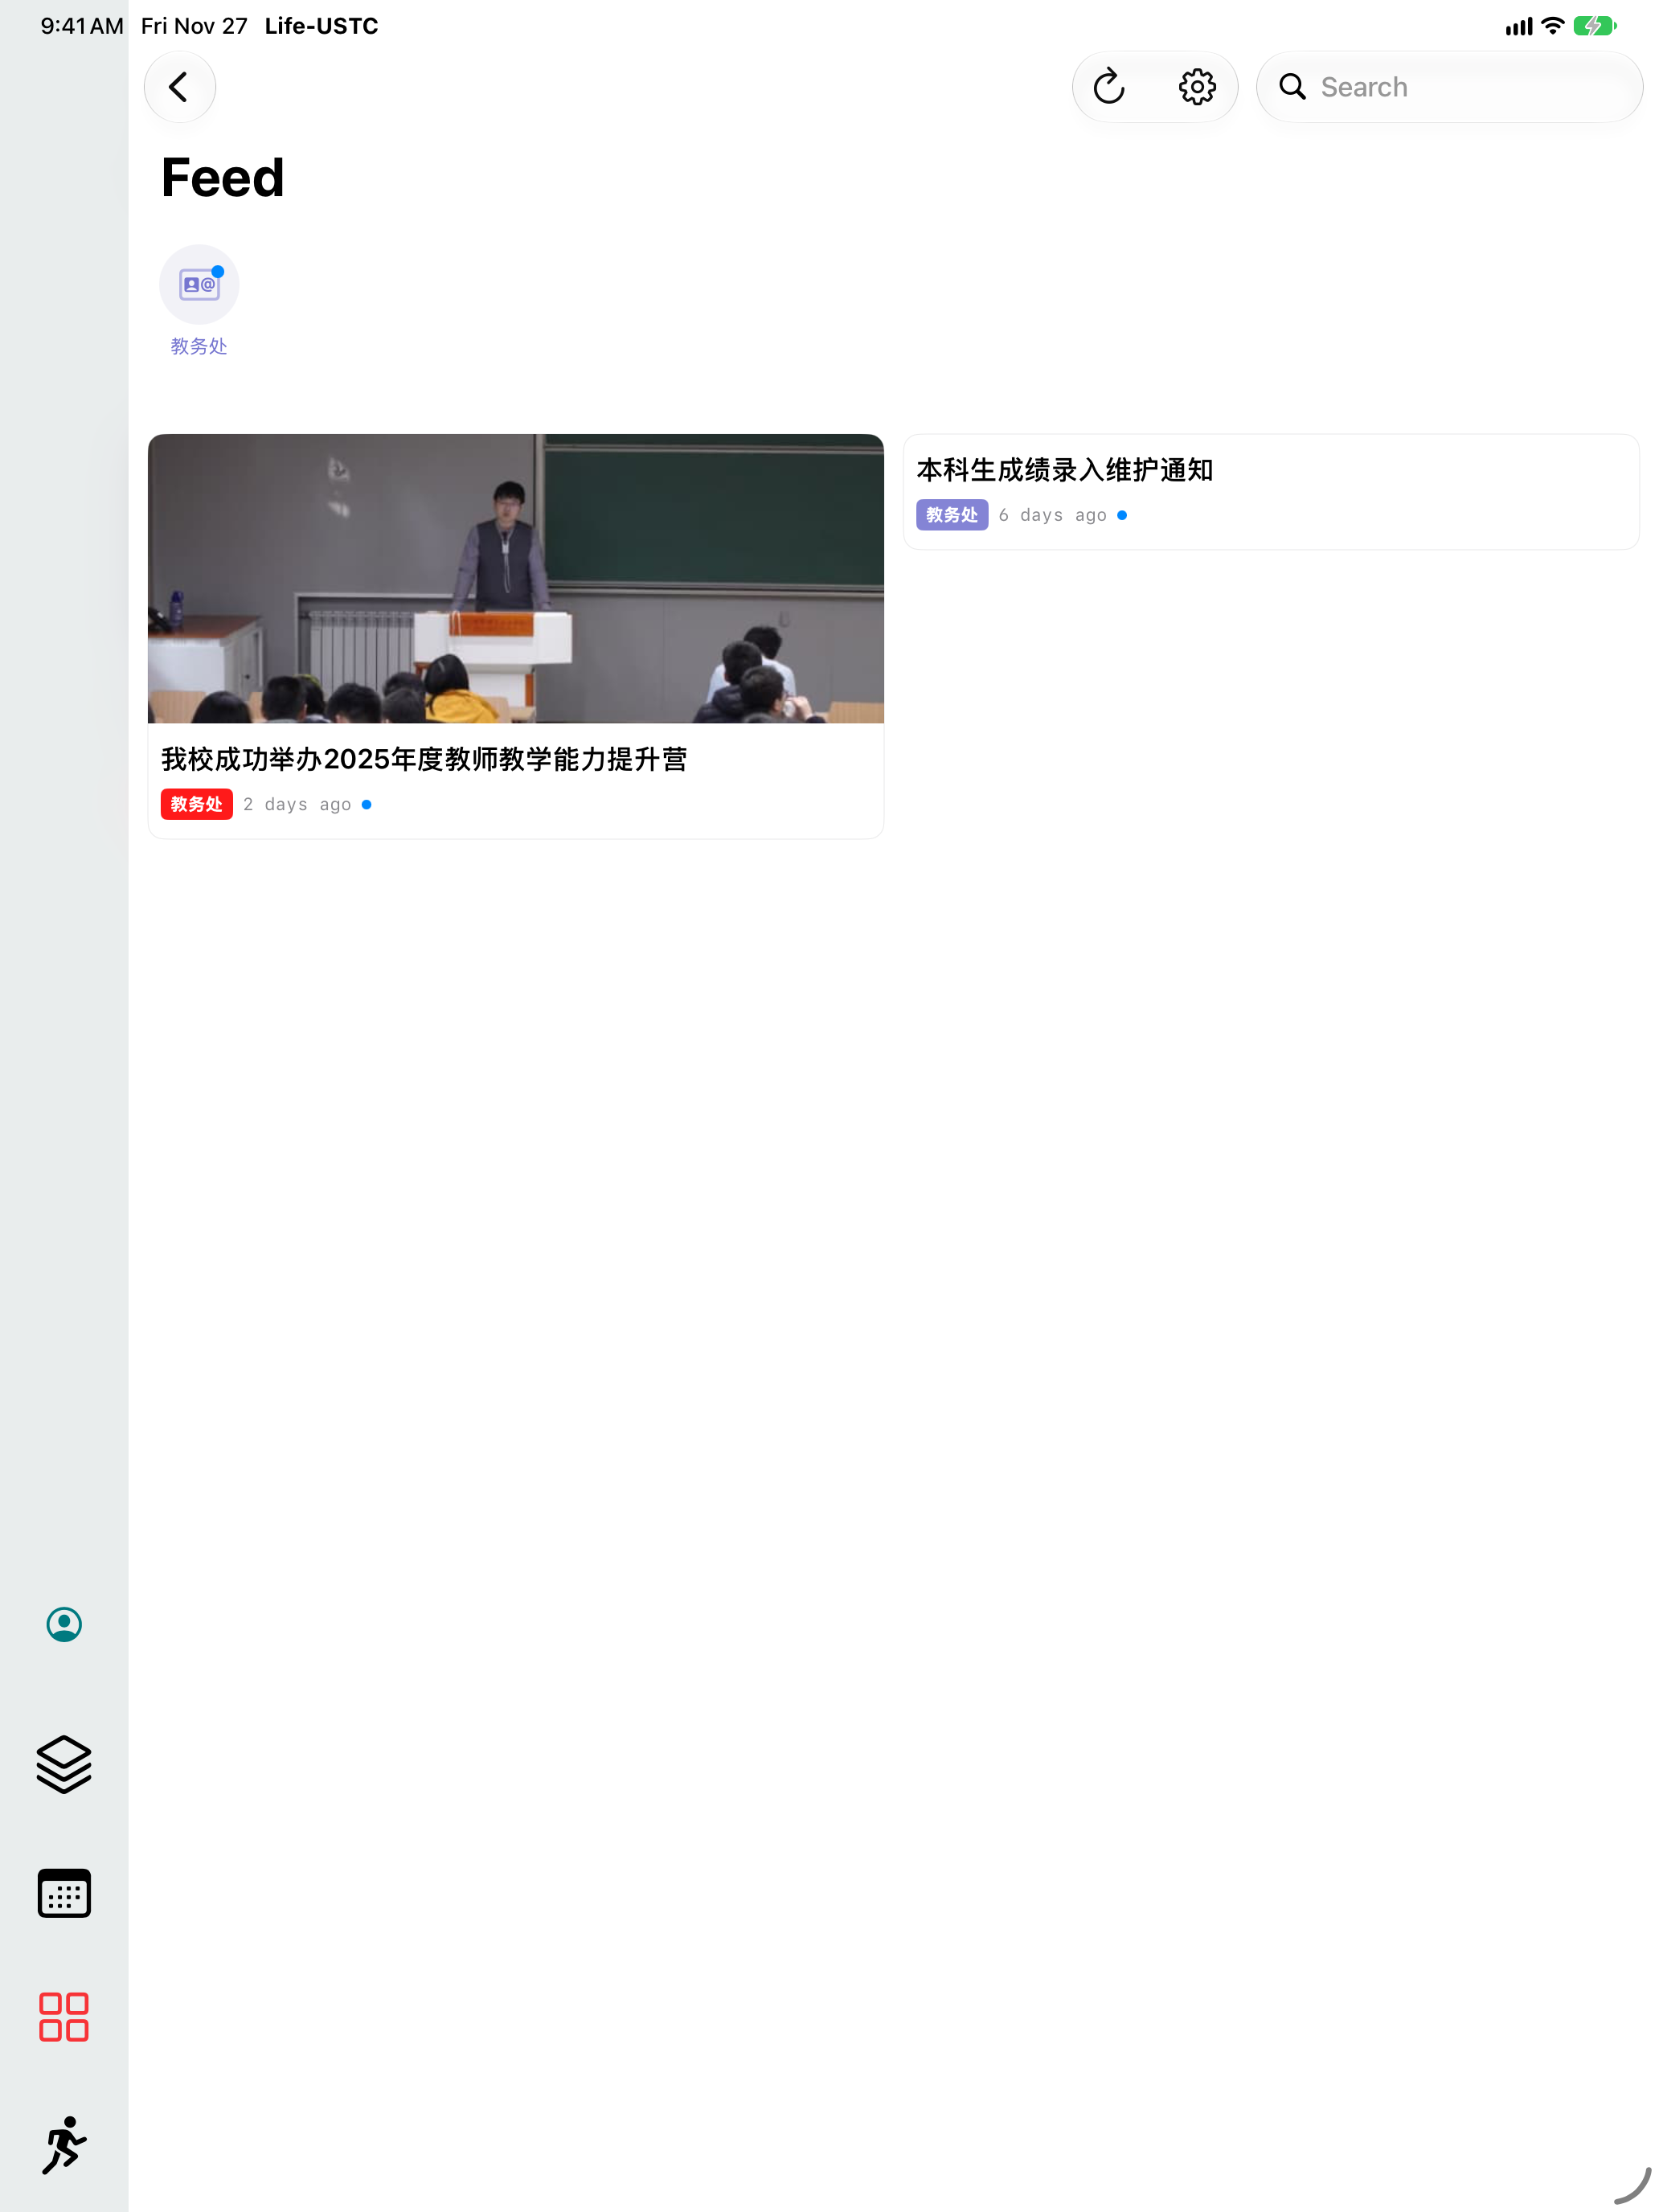 9:41 AM Fri Nov 27 Life-USTC
Search
Feed
教务处
我校成功举办2025年度教师教学能力提升营
教务处 2 days ago
本科生成绩录入维护通知
教务处 6 days ago